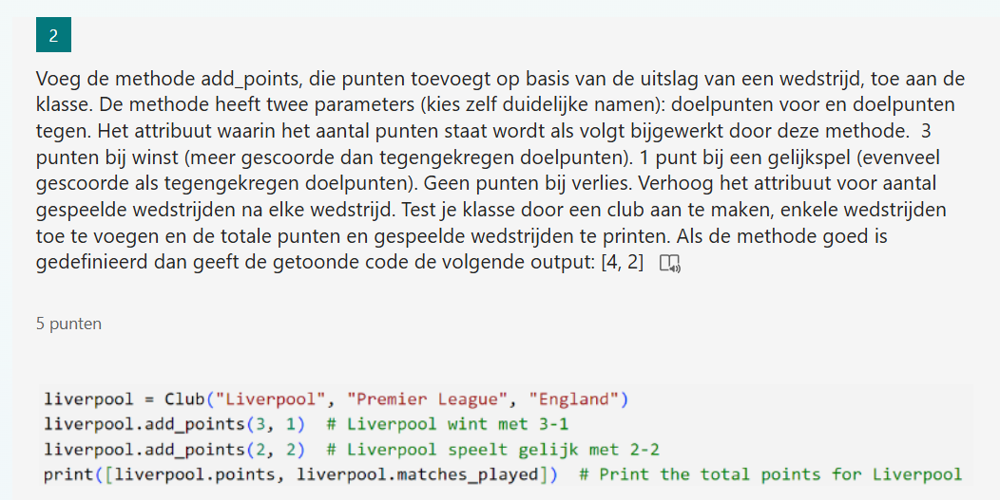 2
Voeg de methode add_points, die punten toevoegt op basis van de uitslag van een wedstrijd, toe aan de
klasse. De methode heeft twee parameters (kies zelf duidelijke namen): doelpunten voor en doelpunten
tegen. Het attribuut waarin het aantal punten staat wordt als volgt bijgewerkt door deze methode.  3
punten bij winst (meer gescoorde dan tegengekregen doelpunten). 1 punt bij een gelijkspel (evenveel
gescoorde als tegengekregen doelpunten). Geen punten bij verlies. Verhoog het attribuut voor aantal
gespeelde wedstrijden na elke wedstrijd. Test je klasse door een club aan te maken, enkele wedstrijden
toe te voegen en de totale punten en gespeelde wedstrijden te printen. Als de methode goed is
gedefinieerd dan geeft de getoonde code de volgende output: [4, 2]
5 punten
liverpool = Club("Liverpool", "Premier League", "England")
liverpool.add_points(3, 1)  # Liverpool wint met 3-1
liverpool.add_points(2, 2)  # Liverpool speelt gelijk met 2-2
print([liverpool.points, liverpool.matches_played])  # Print the total points for Liverpool